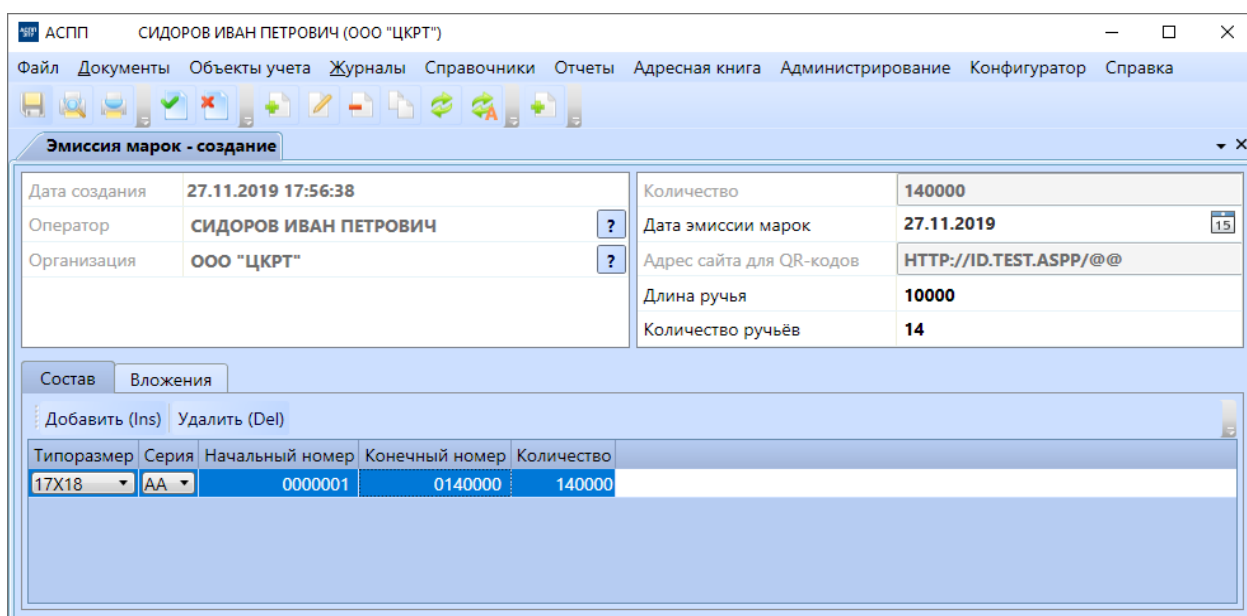 АСПП СИДОРОВ ИВАН ПЕТРОВИЧ (ООО "ЦКРТ")
Файл Документы Объекты учета Журналы Справочники Отчеты Адресная книга Администрирование Конфигуратор Справка
Эмиссия марок - создание
Дата создания 27.11.2019 17:56:38
Оператор СИДОРОВ ИВАН ПЕТРОВИЧ ?
Организация ООО "ЦКРТ" ?
Количество 140000
Дата эмиссии марок 27.11.2019 15
Адрес сайта для QR-кодов HTTP://ID.TEST.ASPP/@@
Длина ручья 10000
Количество ручьёв 14
Состав Вложения
Добавить (Ins) Удалить (Del)
Типоразмер Серия Начальный номер Конечный номер Количество
17X18 АА 0000001 0140000 140000